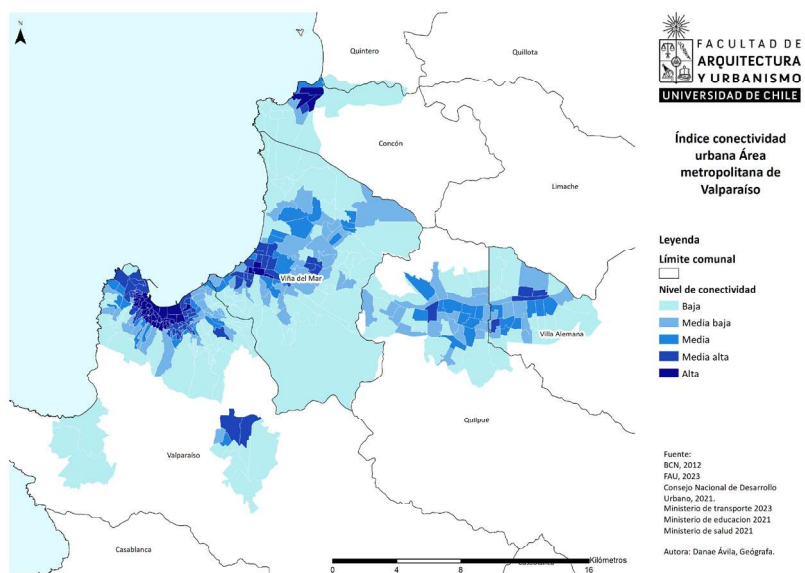 N
Quintero
Quillota
Concón
Limache
Viña del Mar
Villa Alemana
Quilpué
Valparaíso
Casablanca
0 4 8 16
Kilómetros
FACULTAD DE
ARQUITECTURA
Y URBANISMO
UNIVERSIDAD DE CHILE
Índice conectividad
urbana Área
metropolitana de
Valparaíso
Leyenda
Límite comunal
Nivel de conectividad
Baja
Media baja
Media
Media alta
Alta
Fuente:
BCN, 2012
FAU, 2023
Consejo Nacional de Desarrollo
Urbano, 2021.
Ministerio de transporte 2023
Ministerio de educacion 2021
Ministerio de salud 2021
Autora: Danae Ávila, Geógrafa.